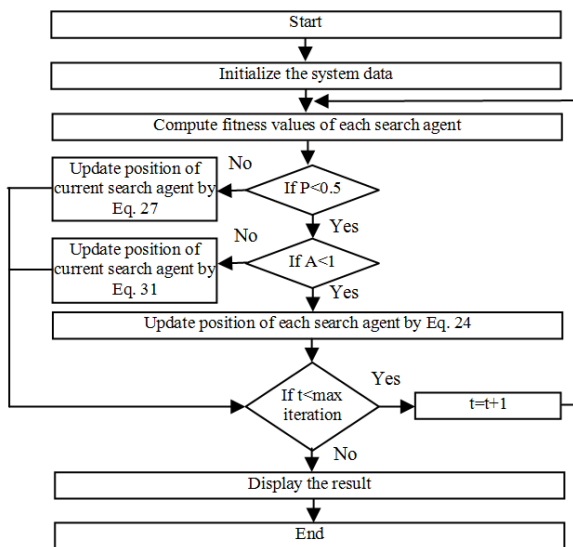 Start
Initialize the system data
Compute fitness values of each search agent
No
Update position of
current search agent by
Eq. 27
If P<0.5
Yes
No
Update position of
current search agent by
Eq. 31
If A<1
Yes
Update position of each search agent by Eq. 24
If t<max
iteration
Yes
t=t+1
No
Display the result
End